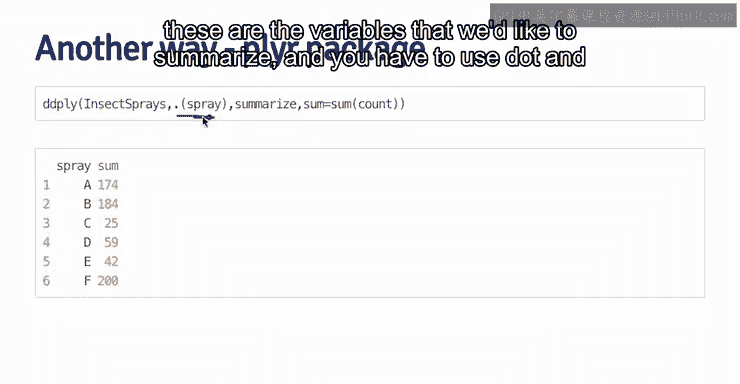 these are the variables that we'd like to
summarize, and you have to use dot and
Another way - plyr package
ddply(InsectSprays,.(spray),summarize,sum=sum(count))
spray sum
1 A 174
2 B 184
3 C 25
4 D 59
5 E 42
6 F 200